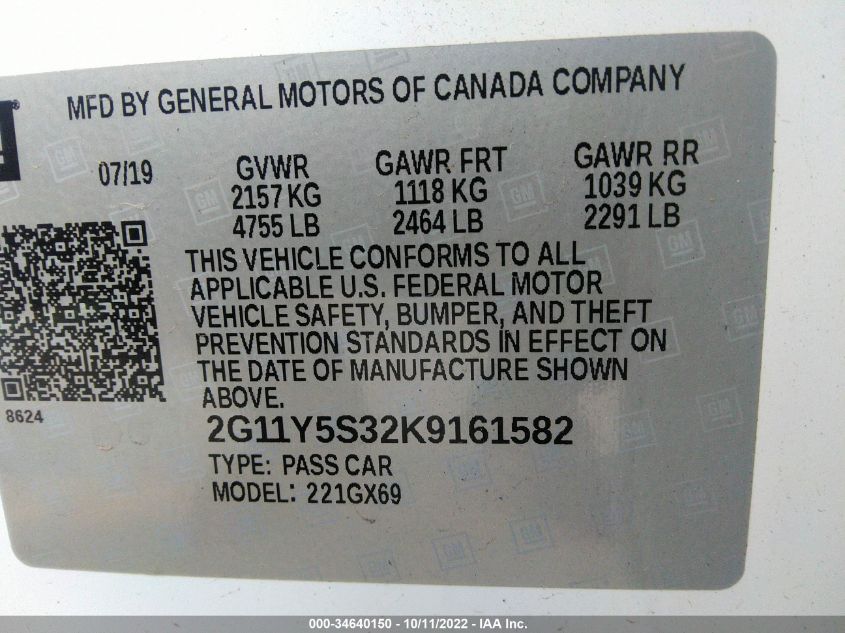 MFD BY GENERAL MOTORS OF CANADA COMPANY
07/19 GVWR GAWR FRT GAWR RR
2157 KG 1118 KG 1039 KG
4755 LB 2464 LB 2291 LB
THIS VEHICLE CONFORMS TO ALL
APPLICABLE U.S. FEDERAL MOTOR
VEHICLE SAFETY, BUMPER, AND THEFT
PREVENTION STANDARDS IN EFFECT ON
THE DATE OF MANUFACTURE SHOWN
ABOVE.
8624
2G11Y5S32K9161582
TYPE: PASS CAR
MODEL: 221GX69
000-34640150 - 10/11/2022 - IAA Inc.